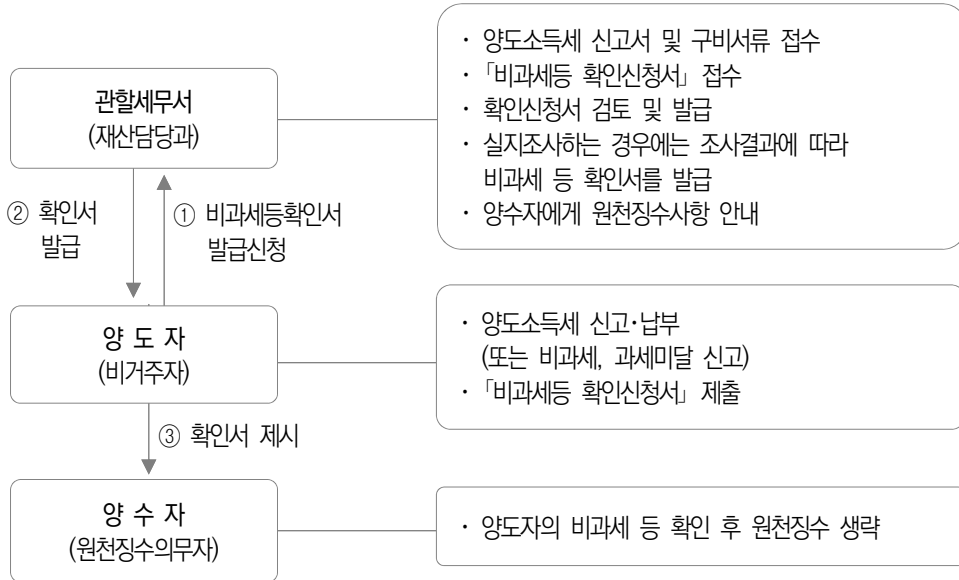 관할세무서
(재산담당과)
· 양도소득세 신고서 및 구비서류 접수
· 「비과세등 확인신청서」 접수
· 확인신청서 검토 및 발급
· 실지조사하는 경우에는 조사결과에 따라
비과세 등 확인서를 발급
· 양수자에게 원천징수사항 안내
② 확인서
발급
① 비과세등확인서
발급신청
양 도 자
(비거주자)
· 양도소득세 신고·납부
(또는 비과세, 과세미달 신고)
· 「비과세등 확인신청서」 제출
③ 확인서 제시
양 수 자
(원천징수의무자)
· 양도자의 비과세 등 확인 후 원천징수 생략